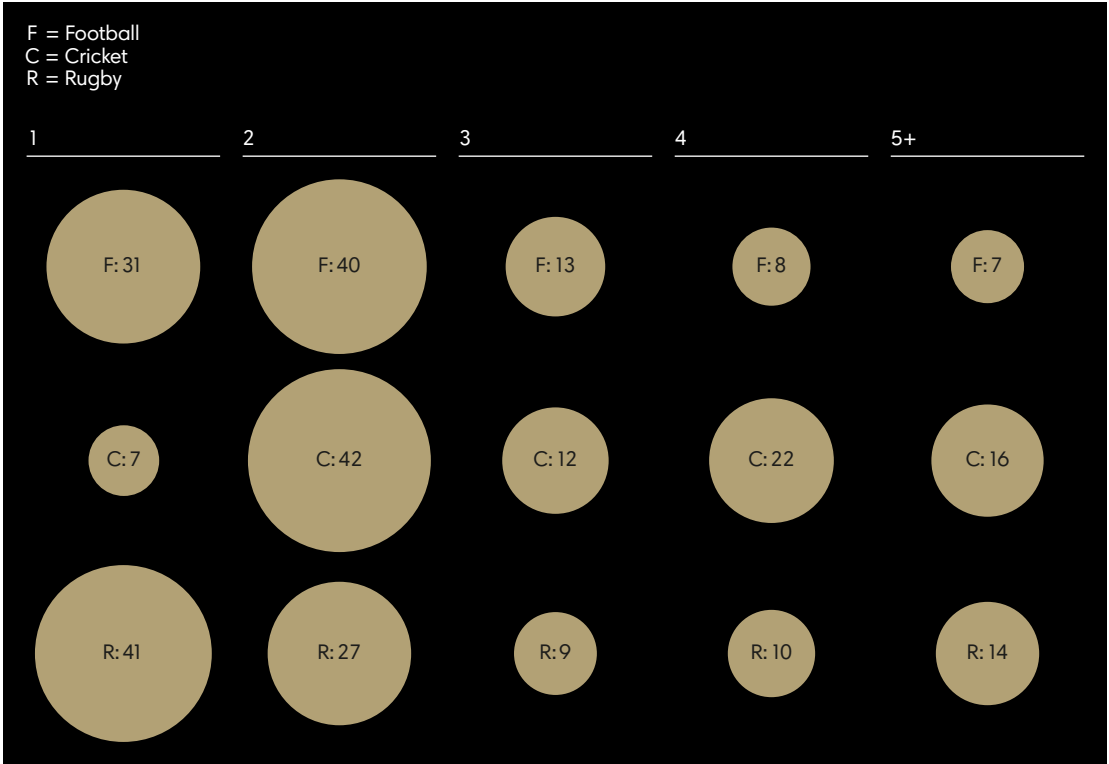 F = Football
C = Cricket
R = Rugby
1 2 3 4 5+
F: 31 F: 40 F: 13 F: 8 F: 7
C: 7 C: 42 C: 12 C: 22 C: 16
R: 41 R: 27 R: 9 R: 10 R: 14